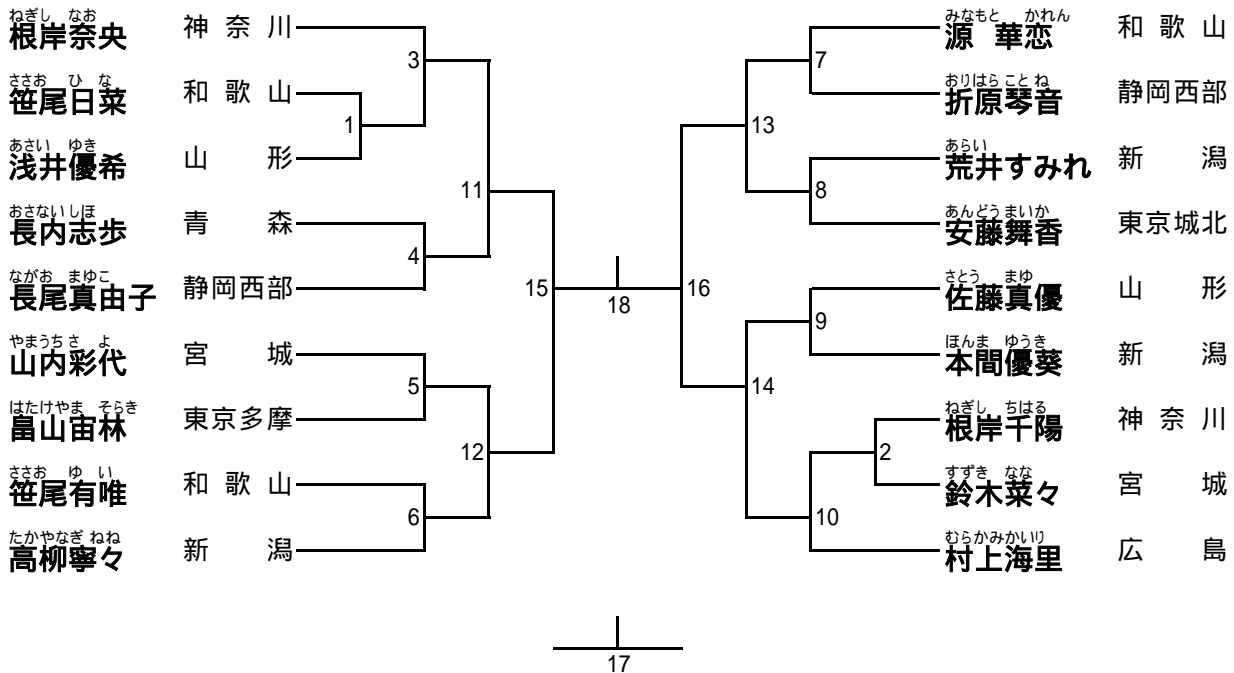 ねぎし なお
根岸奈央 神奈川
ささお ひな
笹尾日菜 和歌山
あさい ゆき
浅井優希 山形
おさない しほ
長内志歩 青森
ながお まゆこ
長尾真由子 静岡西部
やまうち さよ
山内彩代 宮城
はたけやま そらき
畠山宙林 東京多摩
ささお ゆい
笹尾有唯 和歌山
たかやなぎ ねね
高柳寧々 新潟
3
1
11
4
15
5
12
6
18
みなもと かれん
源 華恋 和歌山
おりはら ことね
折原琴音 静岡西部
あらい
荒井すみれ 新潟
あんどう まいか
安藤舞香 東京城北
さとう まゆ
佐藤真優 山形
ほんま ゆうき
本間優葵 新潟
ねぎし ちはる
根岸千陽 神奈川
すずき なな
鈴木菜々 宮城
むらかみ かいり
村上海里 広島
7
13
8
16
9
14
2
10
17